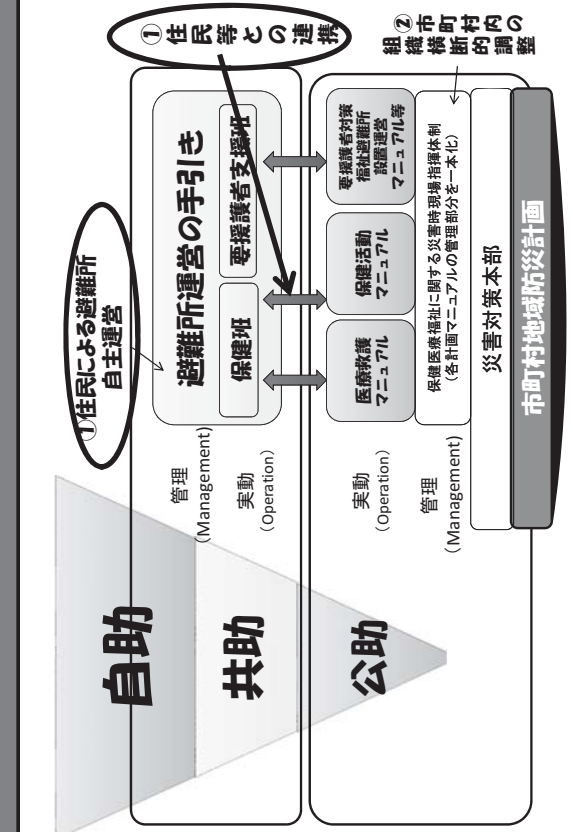 ①住民による避難所
自主運営
①住民等との連携
②市町村内の
組織横断的調整
自助
共助
公助
管理
(Management)
避難所運営の手引き
実動
(Operation)
保健班
要援護者支援班
実動
(Operation)
医療救護
マニュアル
保健活動
マニュアル
要援護者対策
福祉避難所
設置運営
マニュアル等
管理
(Management)
保健医療福祉に関する災害時現場指揮体制
(各計画マニュアルの管理部分を一本化)
災害対策本部
市町村地域防災計画